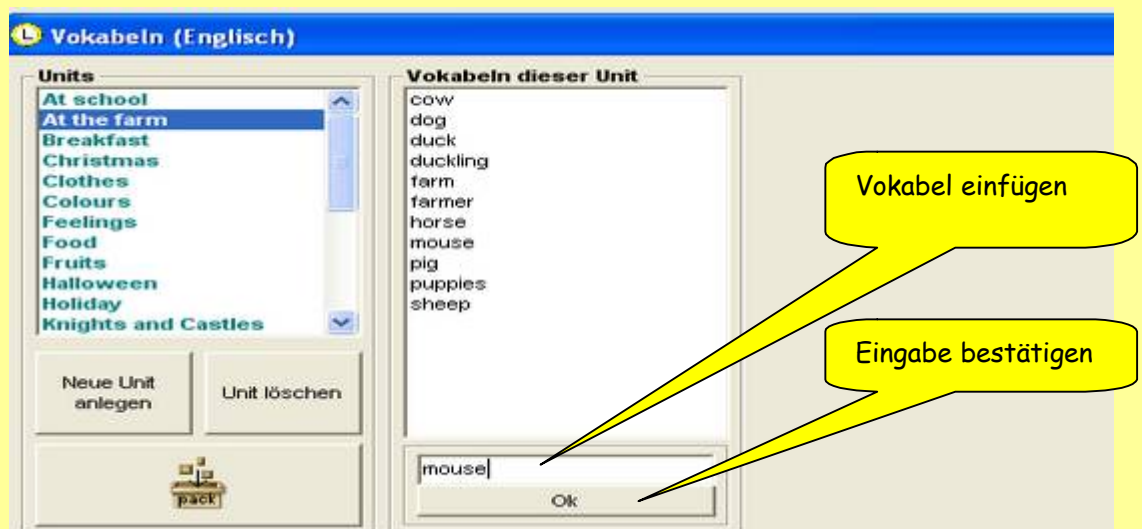 Vokabeln (Englisch)
Units
At school
At the farm
Breakfast
Christmas
Clothes
Colours
Feelings
Food
Fruits
Halloween
Holiday
Knights and Castles
Neue Unit
anlegen
Unit löschen
pack
Vokabeln dieser Unit
cow
dog
duck
duckling
farm
farmer
horse
mouse
pig
puppies
sheep
mouse
Ok
Vokabel einfügen
Eingabe bestätigen